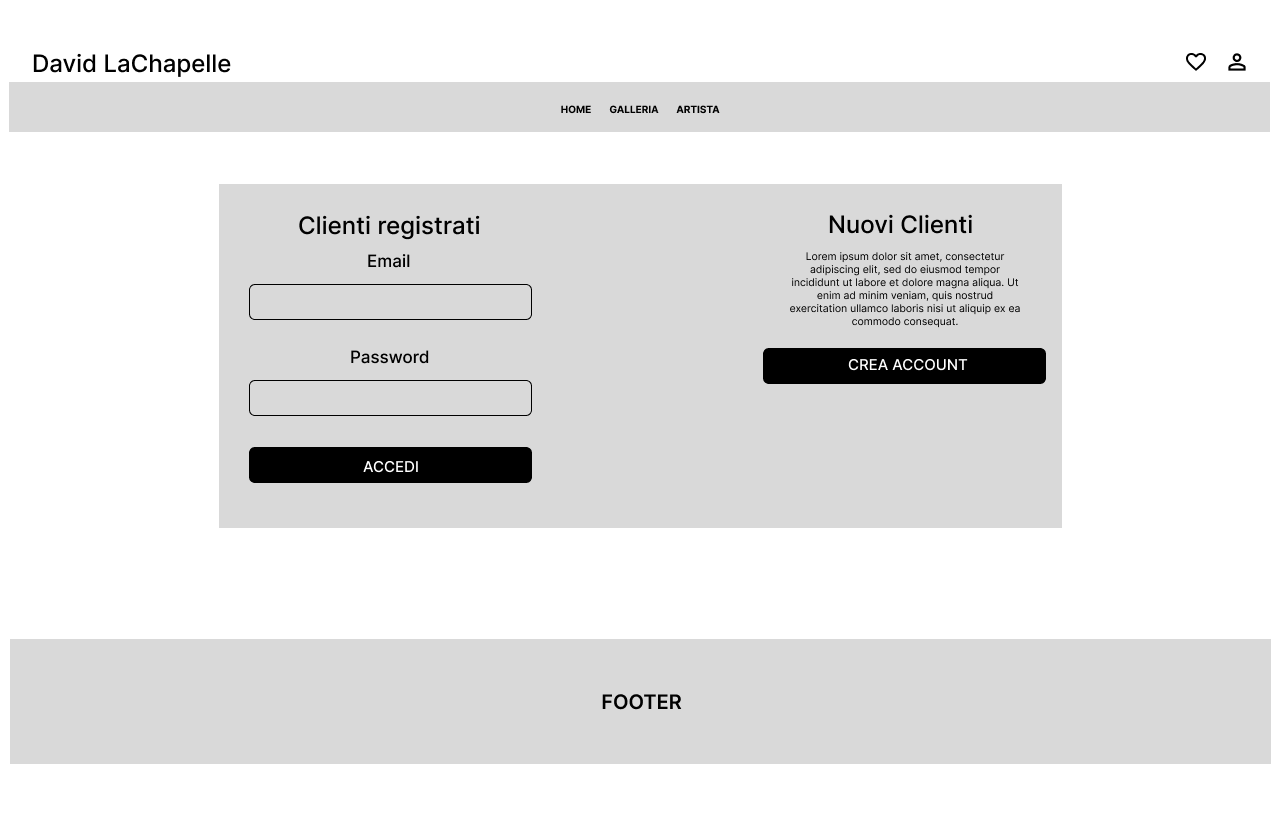 David LaChapelle
HOME GALLERIA ARTISTA
Clienti registrati
Email
Password
ACCEDI
Nuovi Clienti
Lorem ipsum dolor sit amet, consectetur
adipiscing elit, sed do eiusmod tempor
incididunt ut labore et dolore magna aliqua. Ut
enim ad minim veniam, quis nostrud
exercitation ullamco laboris nisi ut aliquip ex ea
commodo consequat.
CREA ACCOUNT
FOOTER